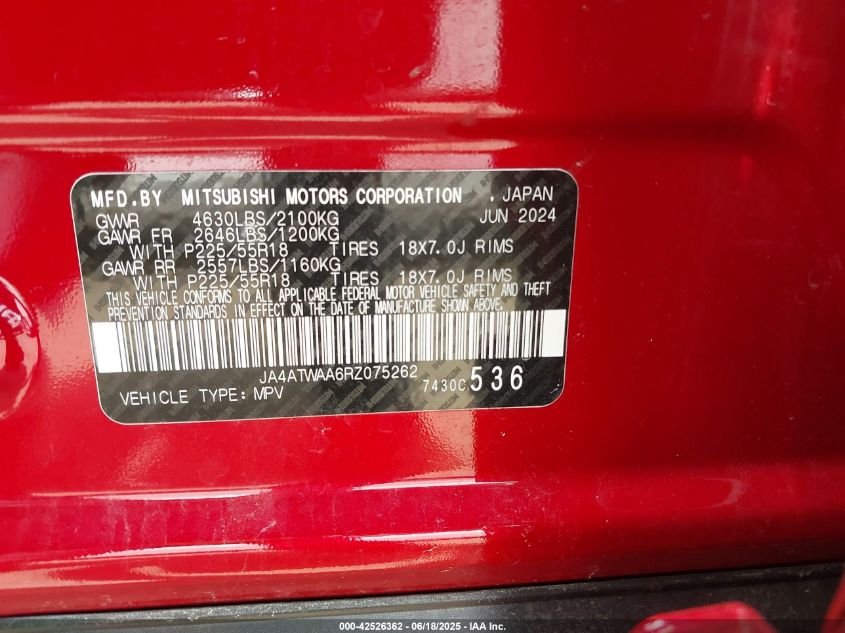 MFD.BY MITSUBISHI MOTORS CORPORATION . JAPAN
GVWR 4630LBS/2100KG JUN 2024
GAWR FR 2646LBS/1200KG
WITH P225/55R18 TIRES 18X7.0J RIMS
GAWR RR 2557LBS/1160KG
WITH P225/55R18 TIRES 18X7.0J RIMS
THIS VEHICLE CONFORMS TO ALL APPLICABLE FEDERAL MOTOR VEHICLE SAFETY AND THEFT
PREVENTION STANDARDS IN EFFECT ON THE DATE OF MANUFACTURE SHOWN ABOVE.
JA4ATWAA6RZ075262 7430C 536
VEHICLE TYPE: MPV
000-42526362 - 06/18/2025 - IAA, Inc.